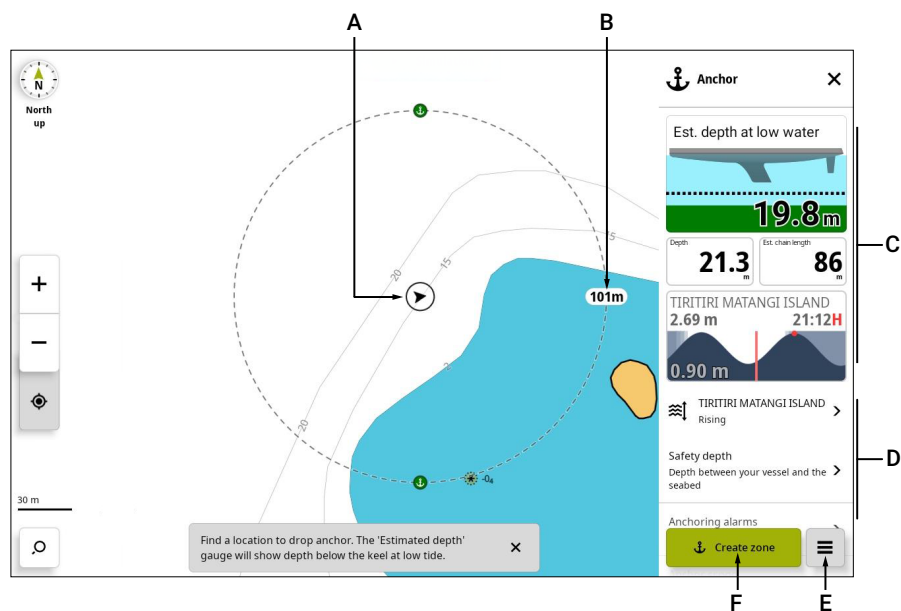 A
B
N
North
up
Anchor
Est. depth at low water
19.8m
Depth
21.3
m
Est. chain length
86
m
C
TIRITIRI MATANGI ISLAND
2.69 m
21:12H
0.90 m
101m
20
15
15
20
-0₄
TIRITIRI MATANGI ISLAND
Rising
D
Safety depth
Depth between your vessel and the
seabed
Anchoring alarms
30 m
Find a location to drop anchor. The 'Estimated depth'
gauge will show depth below the keel at low tide.
Create zone
F
E